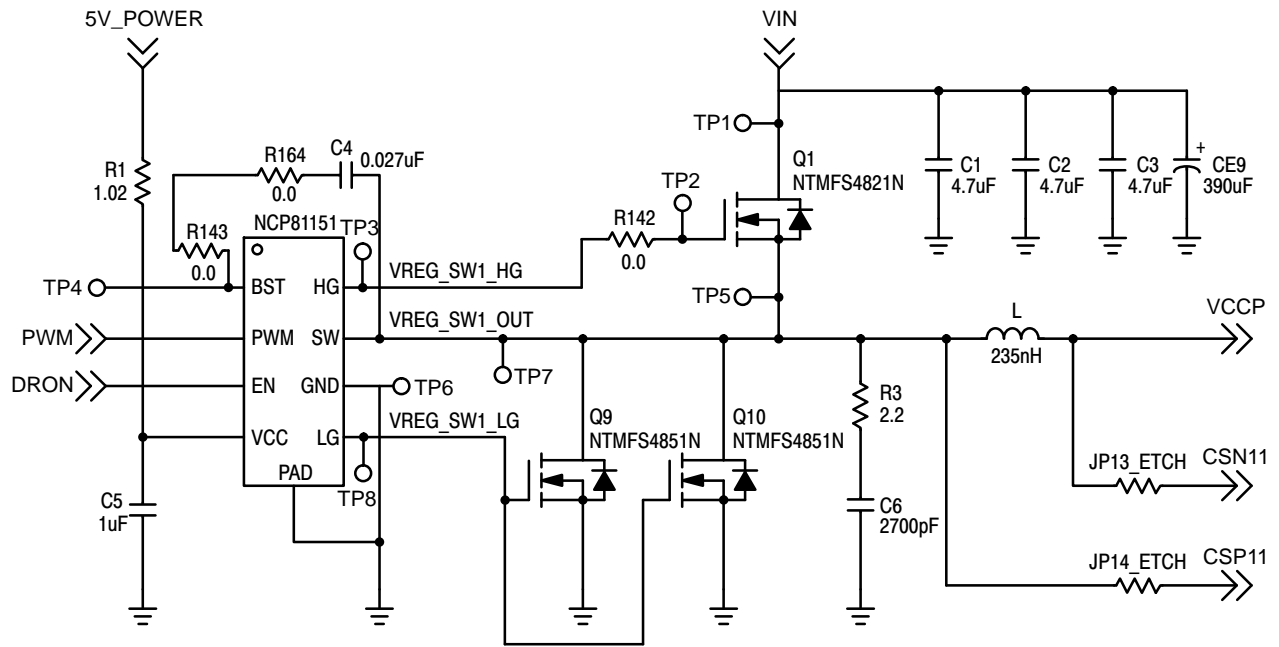 5V_POWER
VIN
TP1
R164
C4
0.027uF
0.0
R1
1.02
Q1
NTMFS4821N
C1
4.7uF
C2
4.7uF
C3
4.7uF
+
CE9
390uF
TP2
R143
0.0
NCP81151
TP3
R142
0.0
TP4
BST
HG
VREG_SW1_HG
TP5
PWM
PWM
SW
VREG_SW1_OUT
L
235nH
VCCP
DRON
EN
GND
TP6
TP7
VCC
LG
VREG_SW1_LG
Q9
NTMFS4851N
Q10
NTMFS4851N
R3
2.2
PAD
TP8
C5
1uF
C6
2700pF
JP13_ETCH
CSN11
JP14_ETCH
CSP11